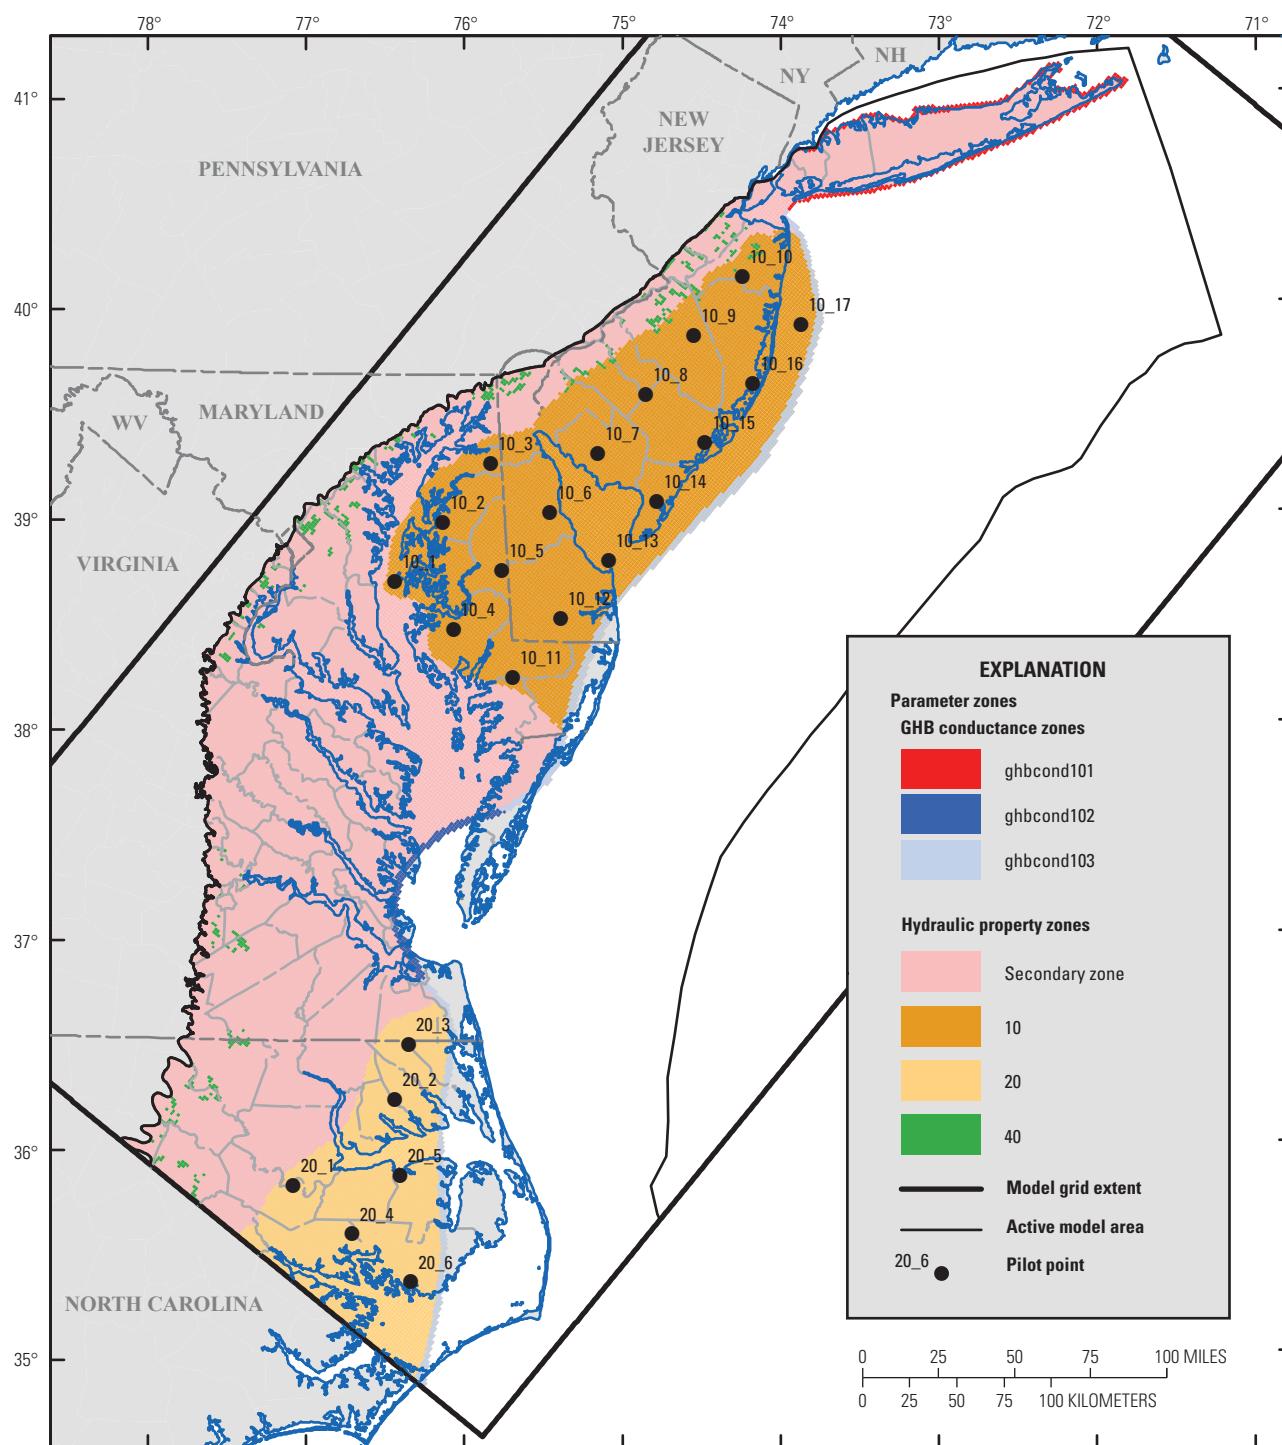 78° 77° 76° 75° 74° 73° 72° 71°
41°
40°
39°
38°
37°
36°
35°
NH
NY
NEW
JERSEY
PENNSYLVANIA
MARYLAND
WV
VIRGINIA
NORTH CAROLINA
10_10
10_17
10_9
10_16
10_8
10_15
10_7
10_3
10_14
10_6
10_2
10_13
10_5
10_1
10_12
10_4
10_11
20_3
20_2
20_5
20_1
20_4
20_6
EXPLANATION
Parameter zones
GHB conductance zones
ghbcond101
ghbcond102
ghbcond103
Hydraulic property zones
Secondary zone
10
20
40
Model grid extent
Active model area
20_6 Pilot point
0 25 50 75 100 MILES
0 25 50 75 100 KILOMETERS